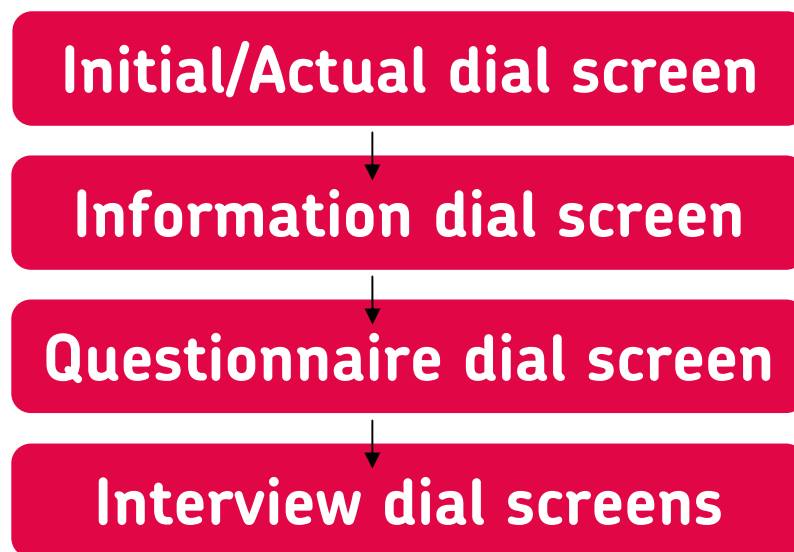 Initial/Actual dial screen
Information dial screen
Questionnaire dial screen
Interview dial screens